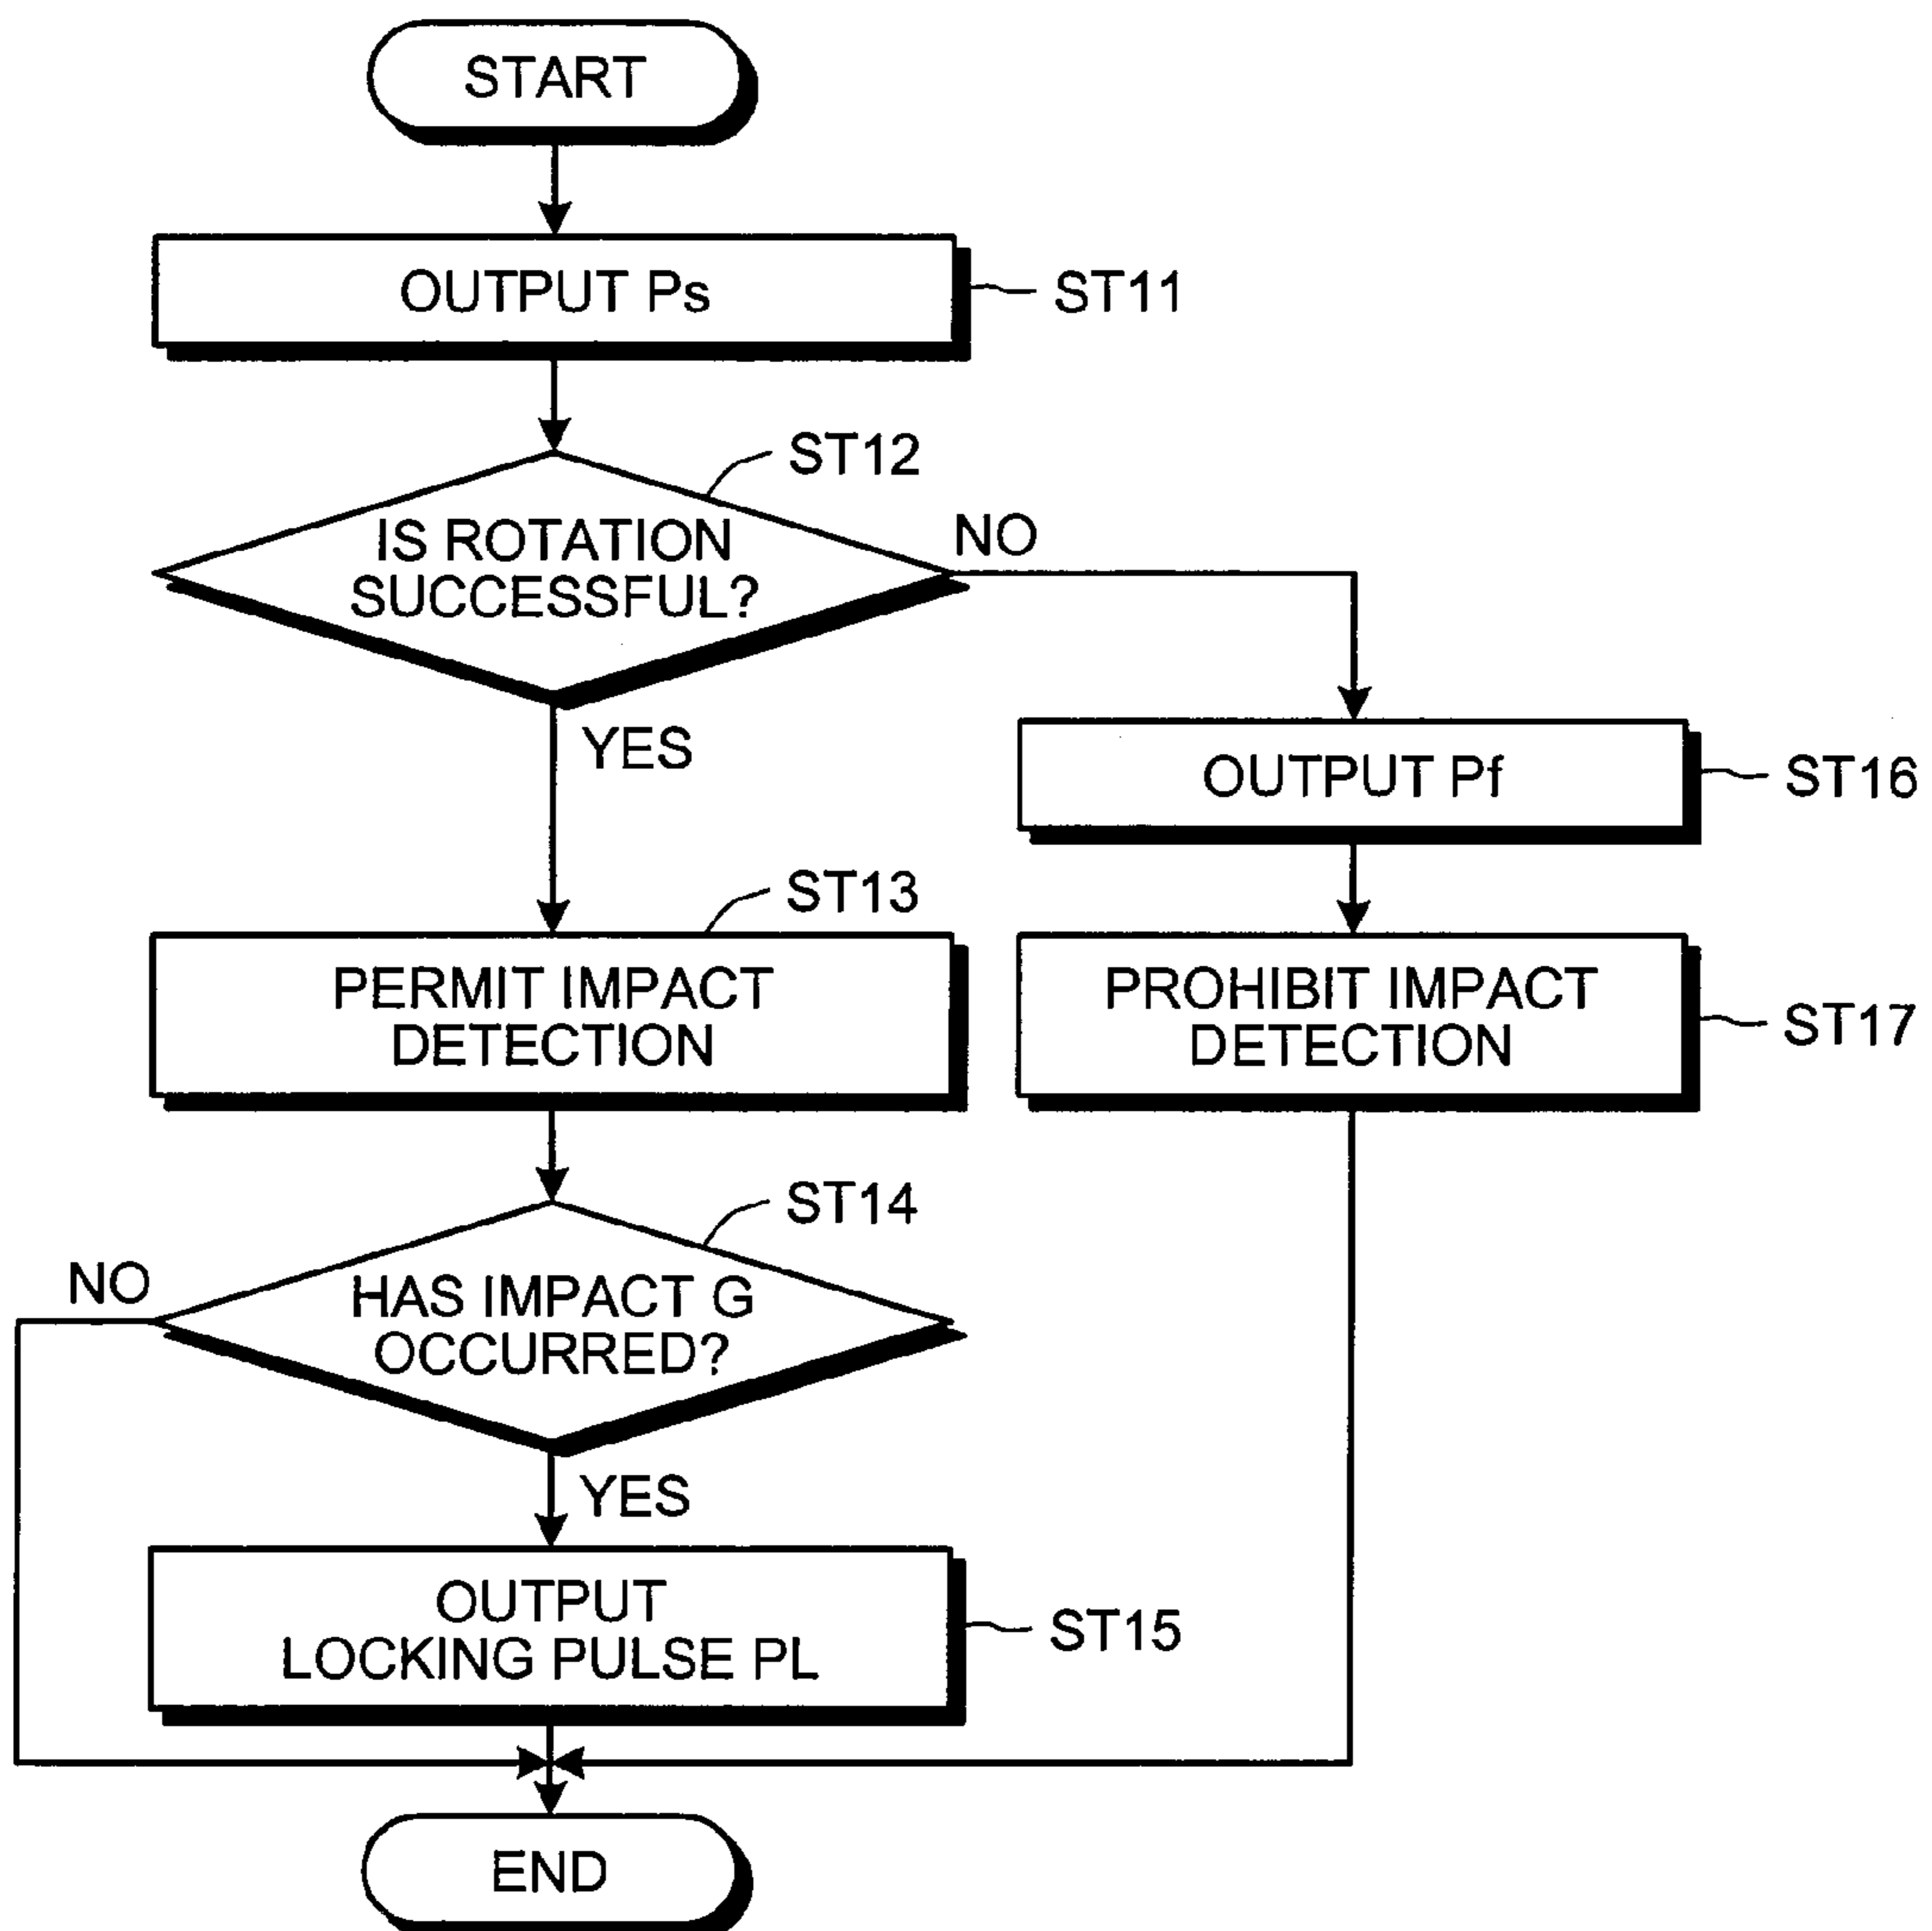 START
OUTPUT Ps
ST11
ST12
IS ROTATION
SUCCESSFUL?
NO
YES
OUTPUT Pf
ST16
ST13
PERMIT IMPACT
DETECTION
PROHIBIT IMPACT
DETECTION
ST17
ST14
NO
HAS IMPACT G
OCCURRED?
YES
OUTPUT
LOCKING PULSE PL
ST15
END